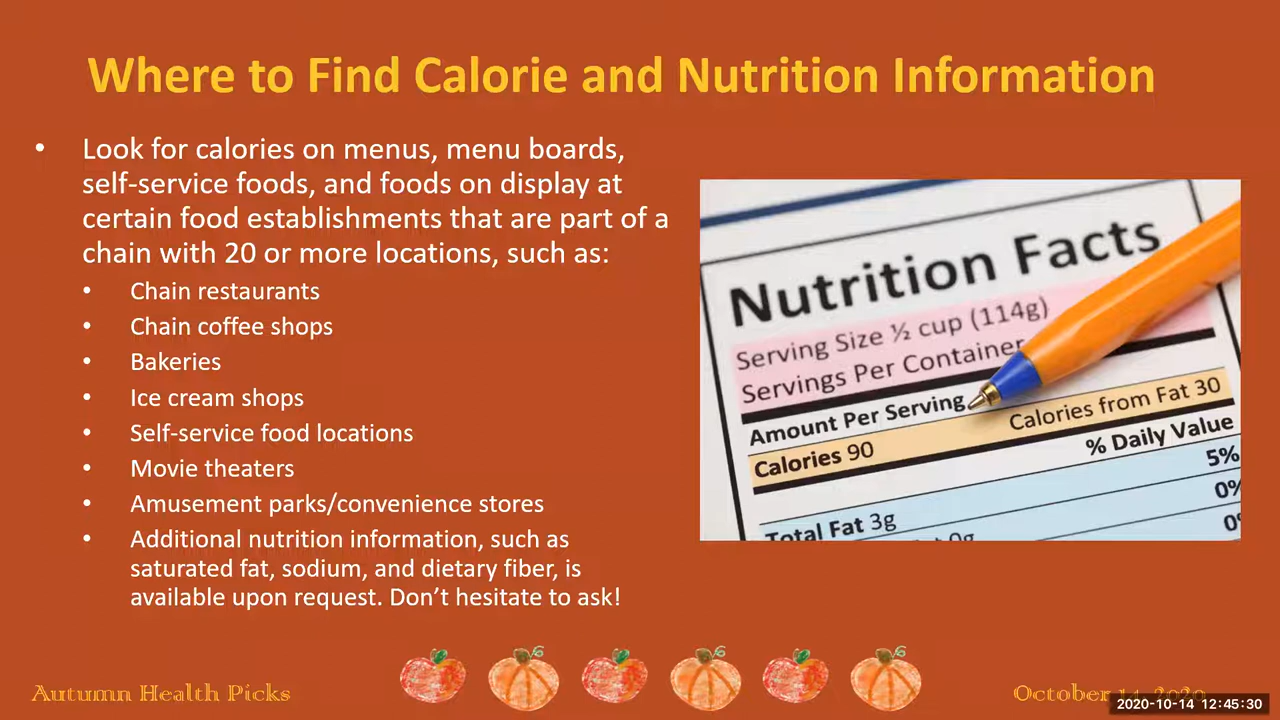 Where to Find Calorie and Nutrition Information
• Look for calories on menus, menu boards,
self-service foods, and foods on display at
certain food establishments that are part of a
chain with 20 or more locations, such as:
• Chain restaurants
• Chain coffee shops
• Bakeries
• Ice cream shops
• Self-service food locations
• Movie theaters
• Amusement parks/convenience stores
• Additional nutrition information, such as
saturated fat, sodium, and dietary fiber, is
available upon request. Don't hesitate to ask!
Nutrition Facts
Serving Size ½ cup (114g)
Servings Per Container
Amount Per Serving
Calories 90 Calories from Fat 30
% Daily Value
Total Fat 3g 5%
0g 0%
Autumn Health Picks
October 14, 2020
2020-10-14 12:45:30